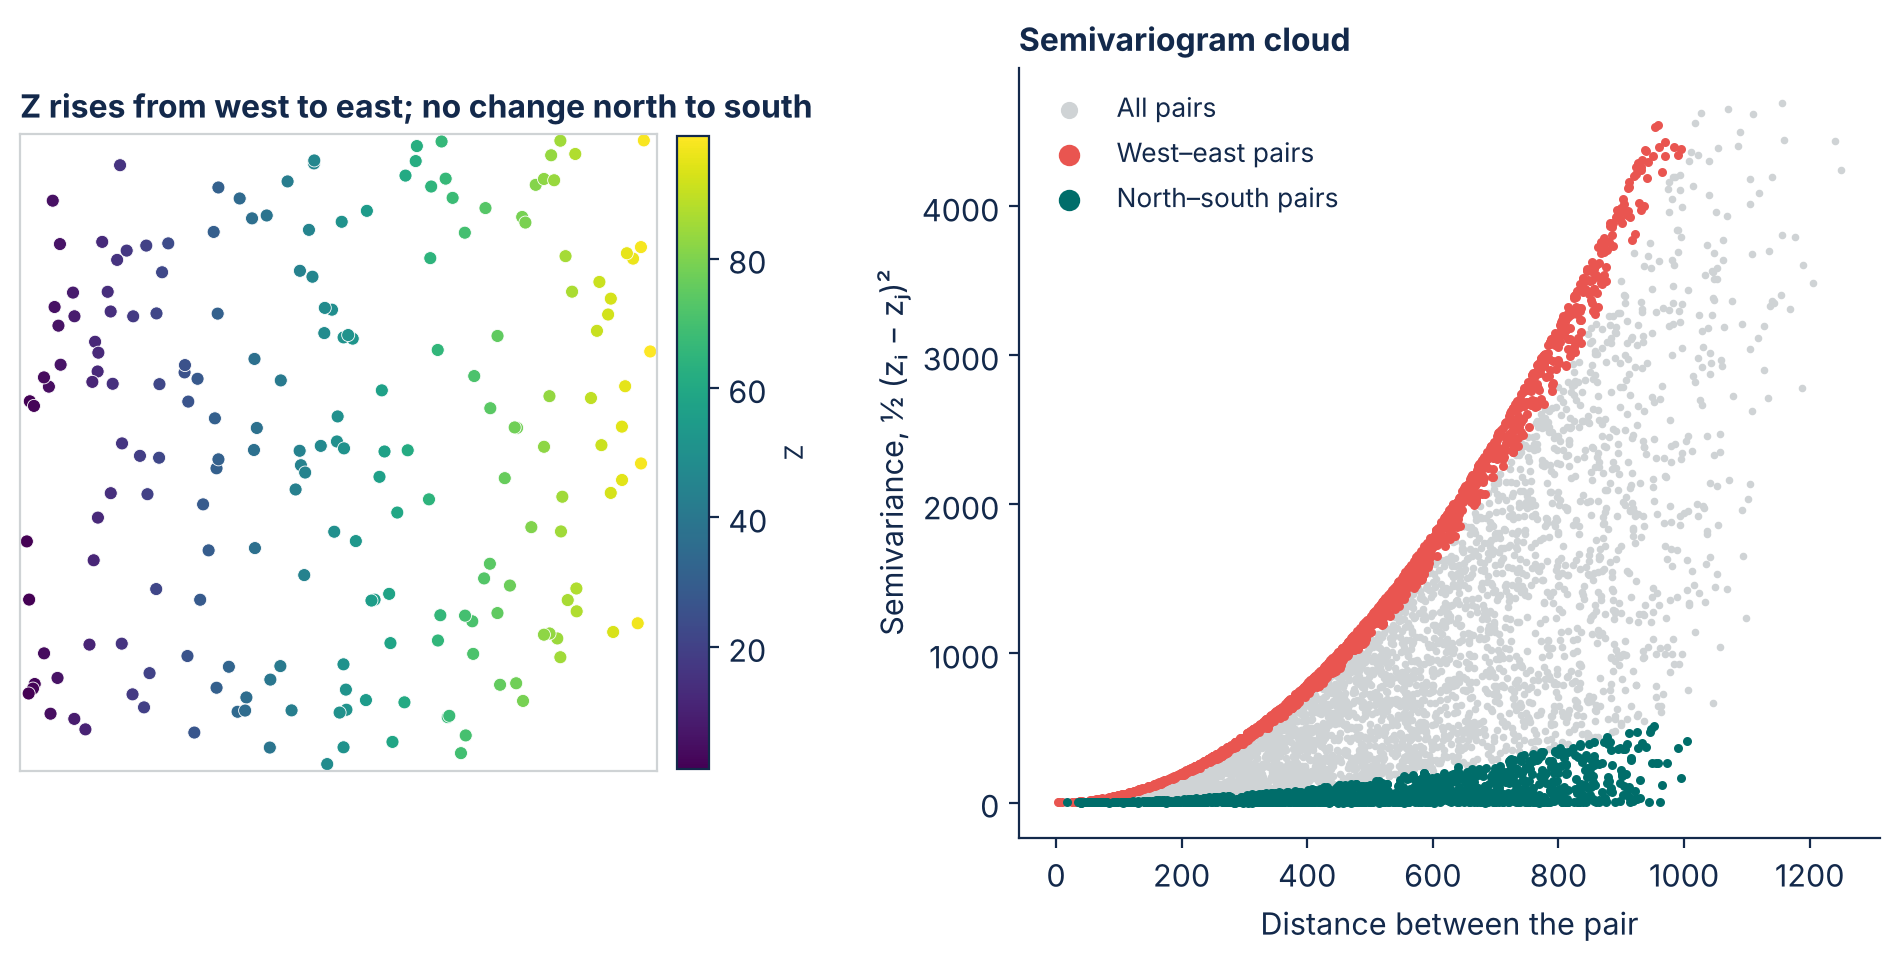 Z rises from west to east; no change north to south
80
60
40
20
Z
Semivariogram cloud
All pairs
West–east pairs
North–south pairs
Semivariance, ½ (zᵢ − zⱼ)²
4000
3000
2000
1000
0
0 200 400 600 800 1000 1200
Distance between the pair